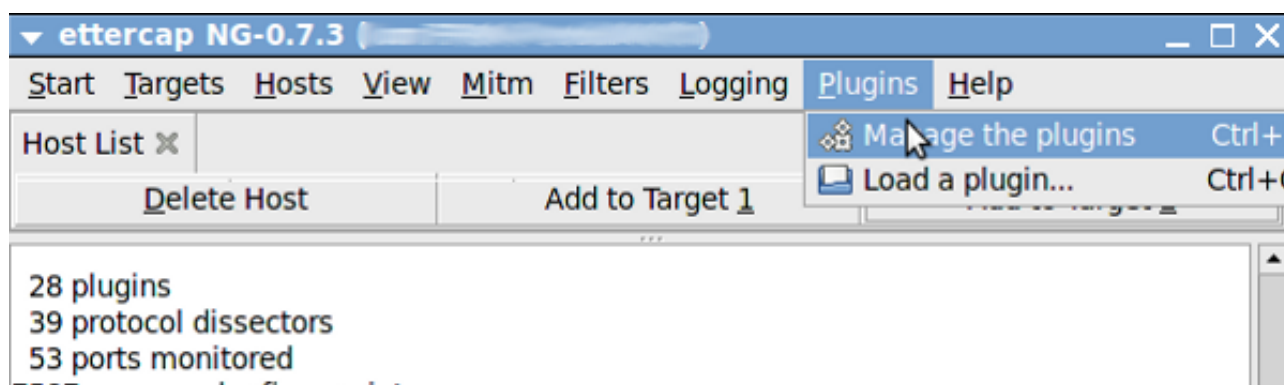 ettercap NG-0.7.3 (
Start Targets Hosts View Mitm Filters Logging Plugins Help
Host List
Manage the plugins Ctrl+
Load a plugin... Ctrl+
Delete Host
Add to Target 1
28 plugins
39 protocol dissectors
53 ports monitored